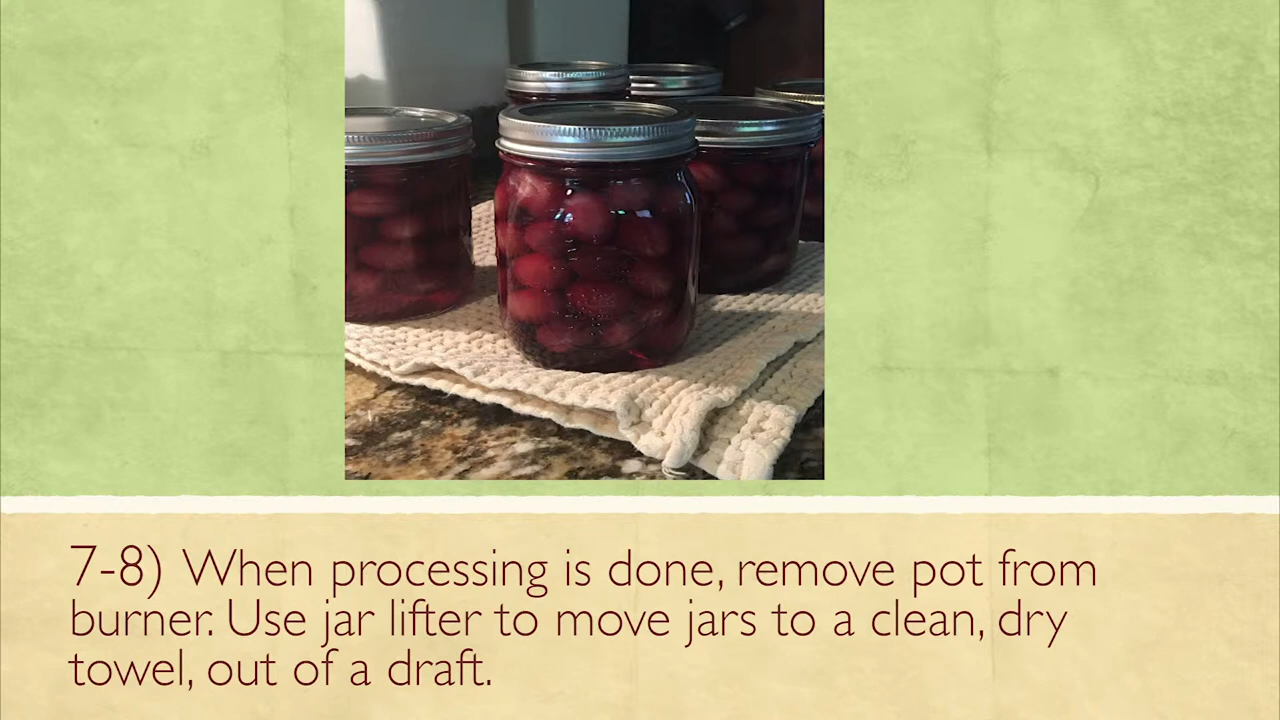 7-8) When processing is done, remove pot from
burner. Use jar lifter to move jars to a clean, dry
towel, out of a draft.